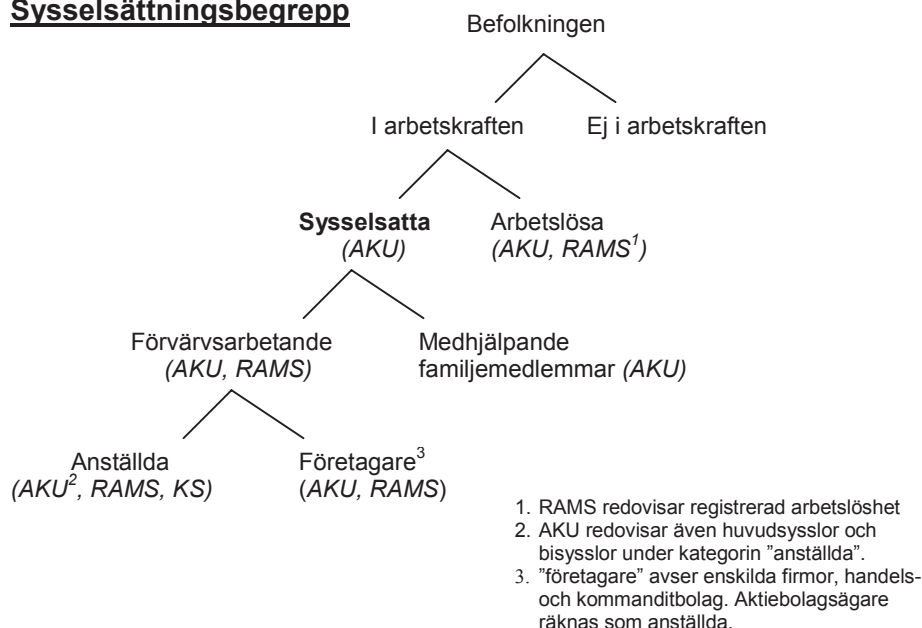 Sysselsättningsbegrepp
Befolkningen
I arbetskraften Ej i arbetskraften
Sysselsatta Arbetslösa
(AKU) (AKU, RAMS1)
Förvärvsarbetande Medhjälpande
(AKU, RAMS) familjemedlemmar (AKU)
Anställda Företagare3
(AKU2, RAMS, KS) (AKU, RAMS)
1. RAMS redovisar registrerad arbetslöshet
2. AKU redovisar även huvudsysslor och
bisysslor under kategorin ”anställda”.
3. ”företagare” avser enskilda firmor, handels-
och kommanditbolag. Aktiebolagsägare
räknas som anställda.